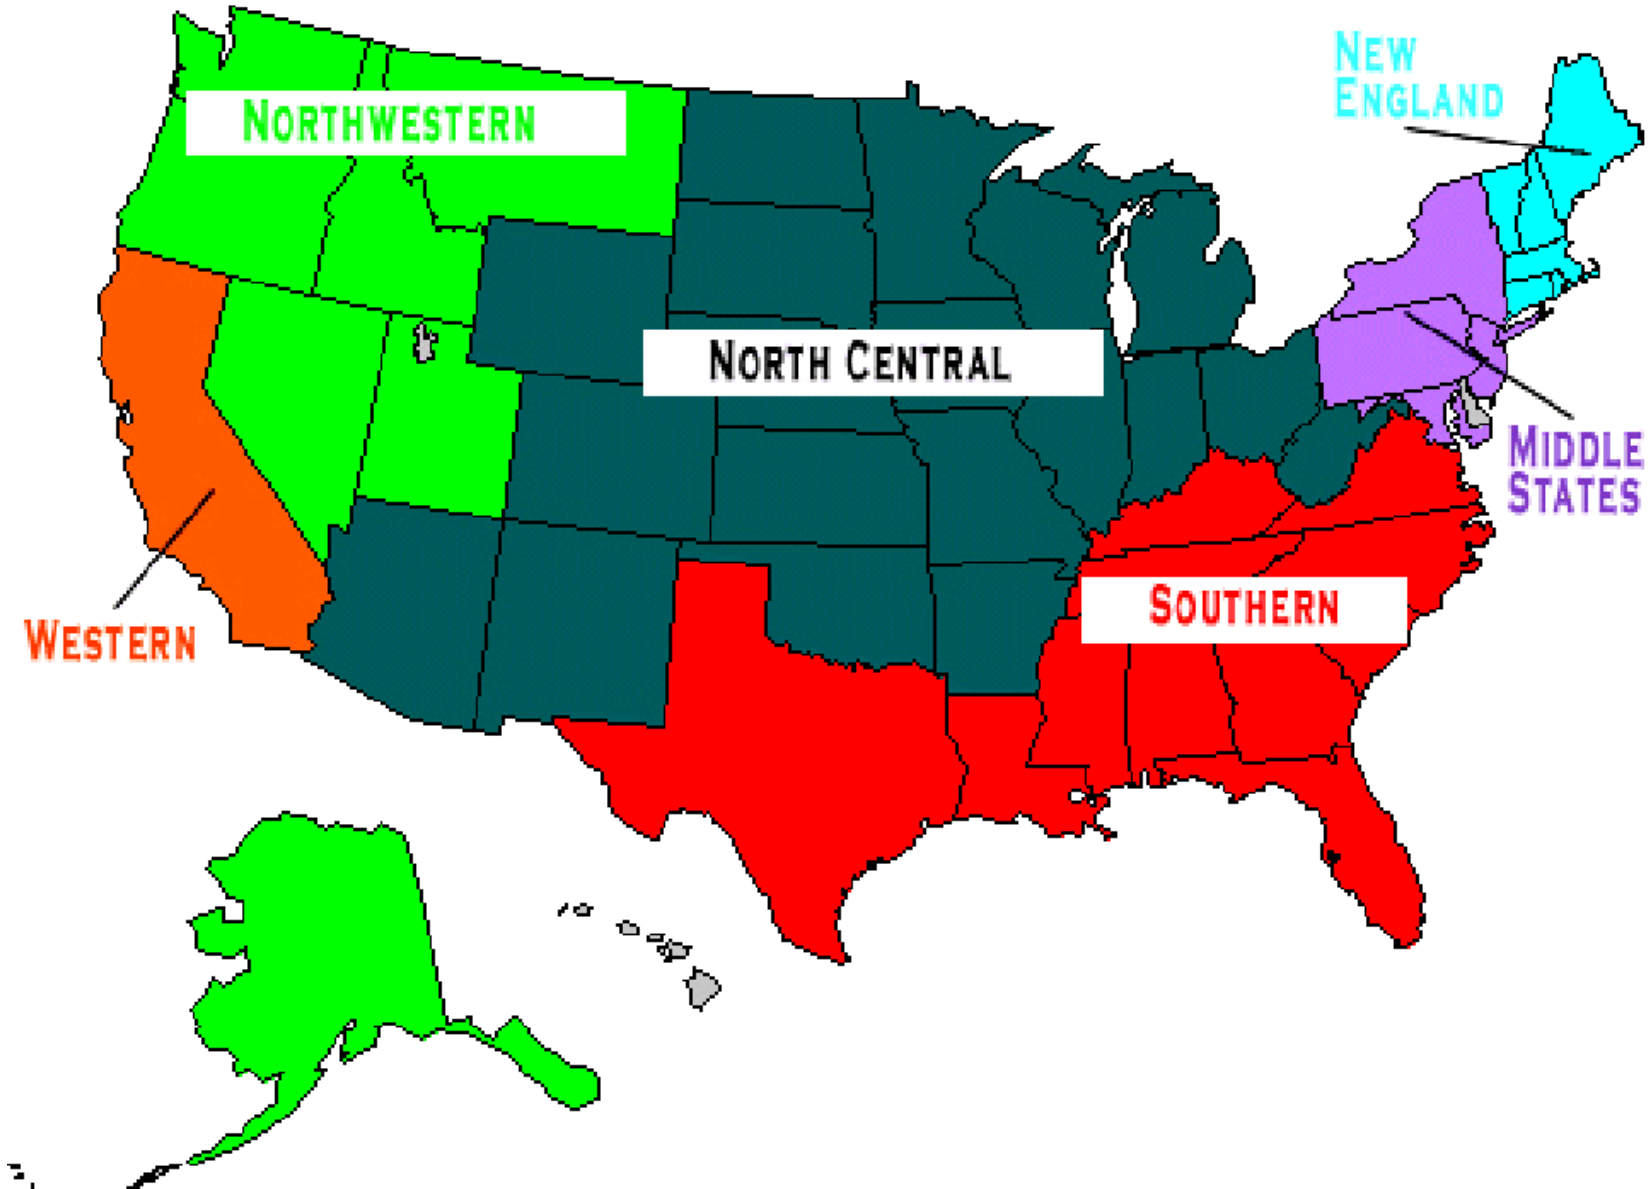 NEW
ENGLAND
NORTHWESTERN
NORTH CENTRAL
MIDDLE
STATES
SOUTHERN
WESTERN